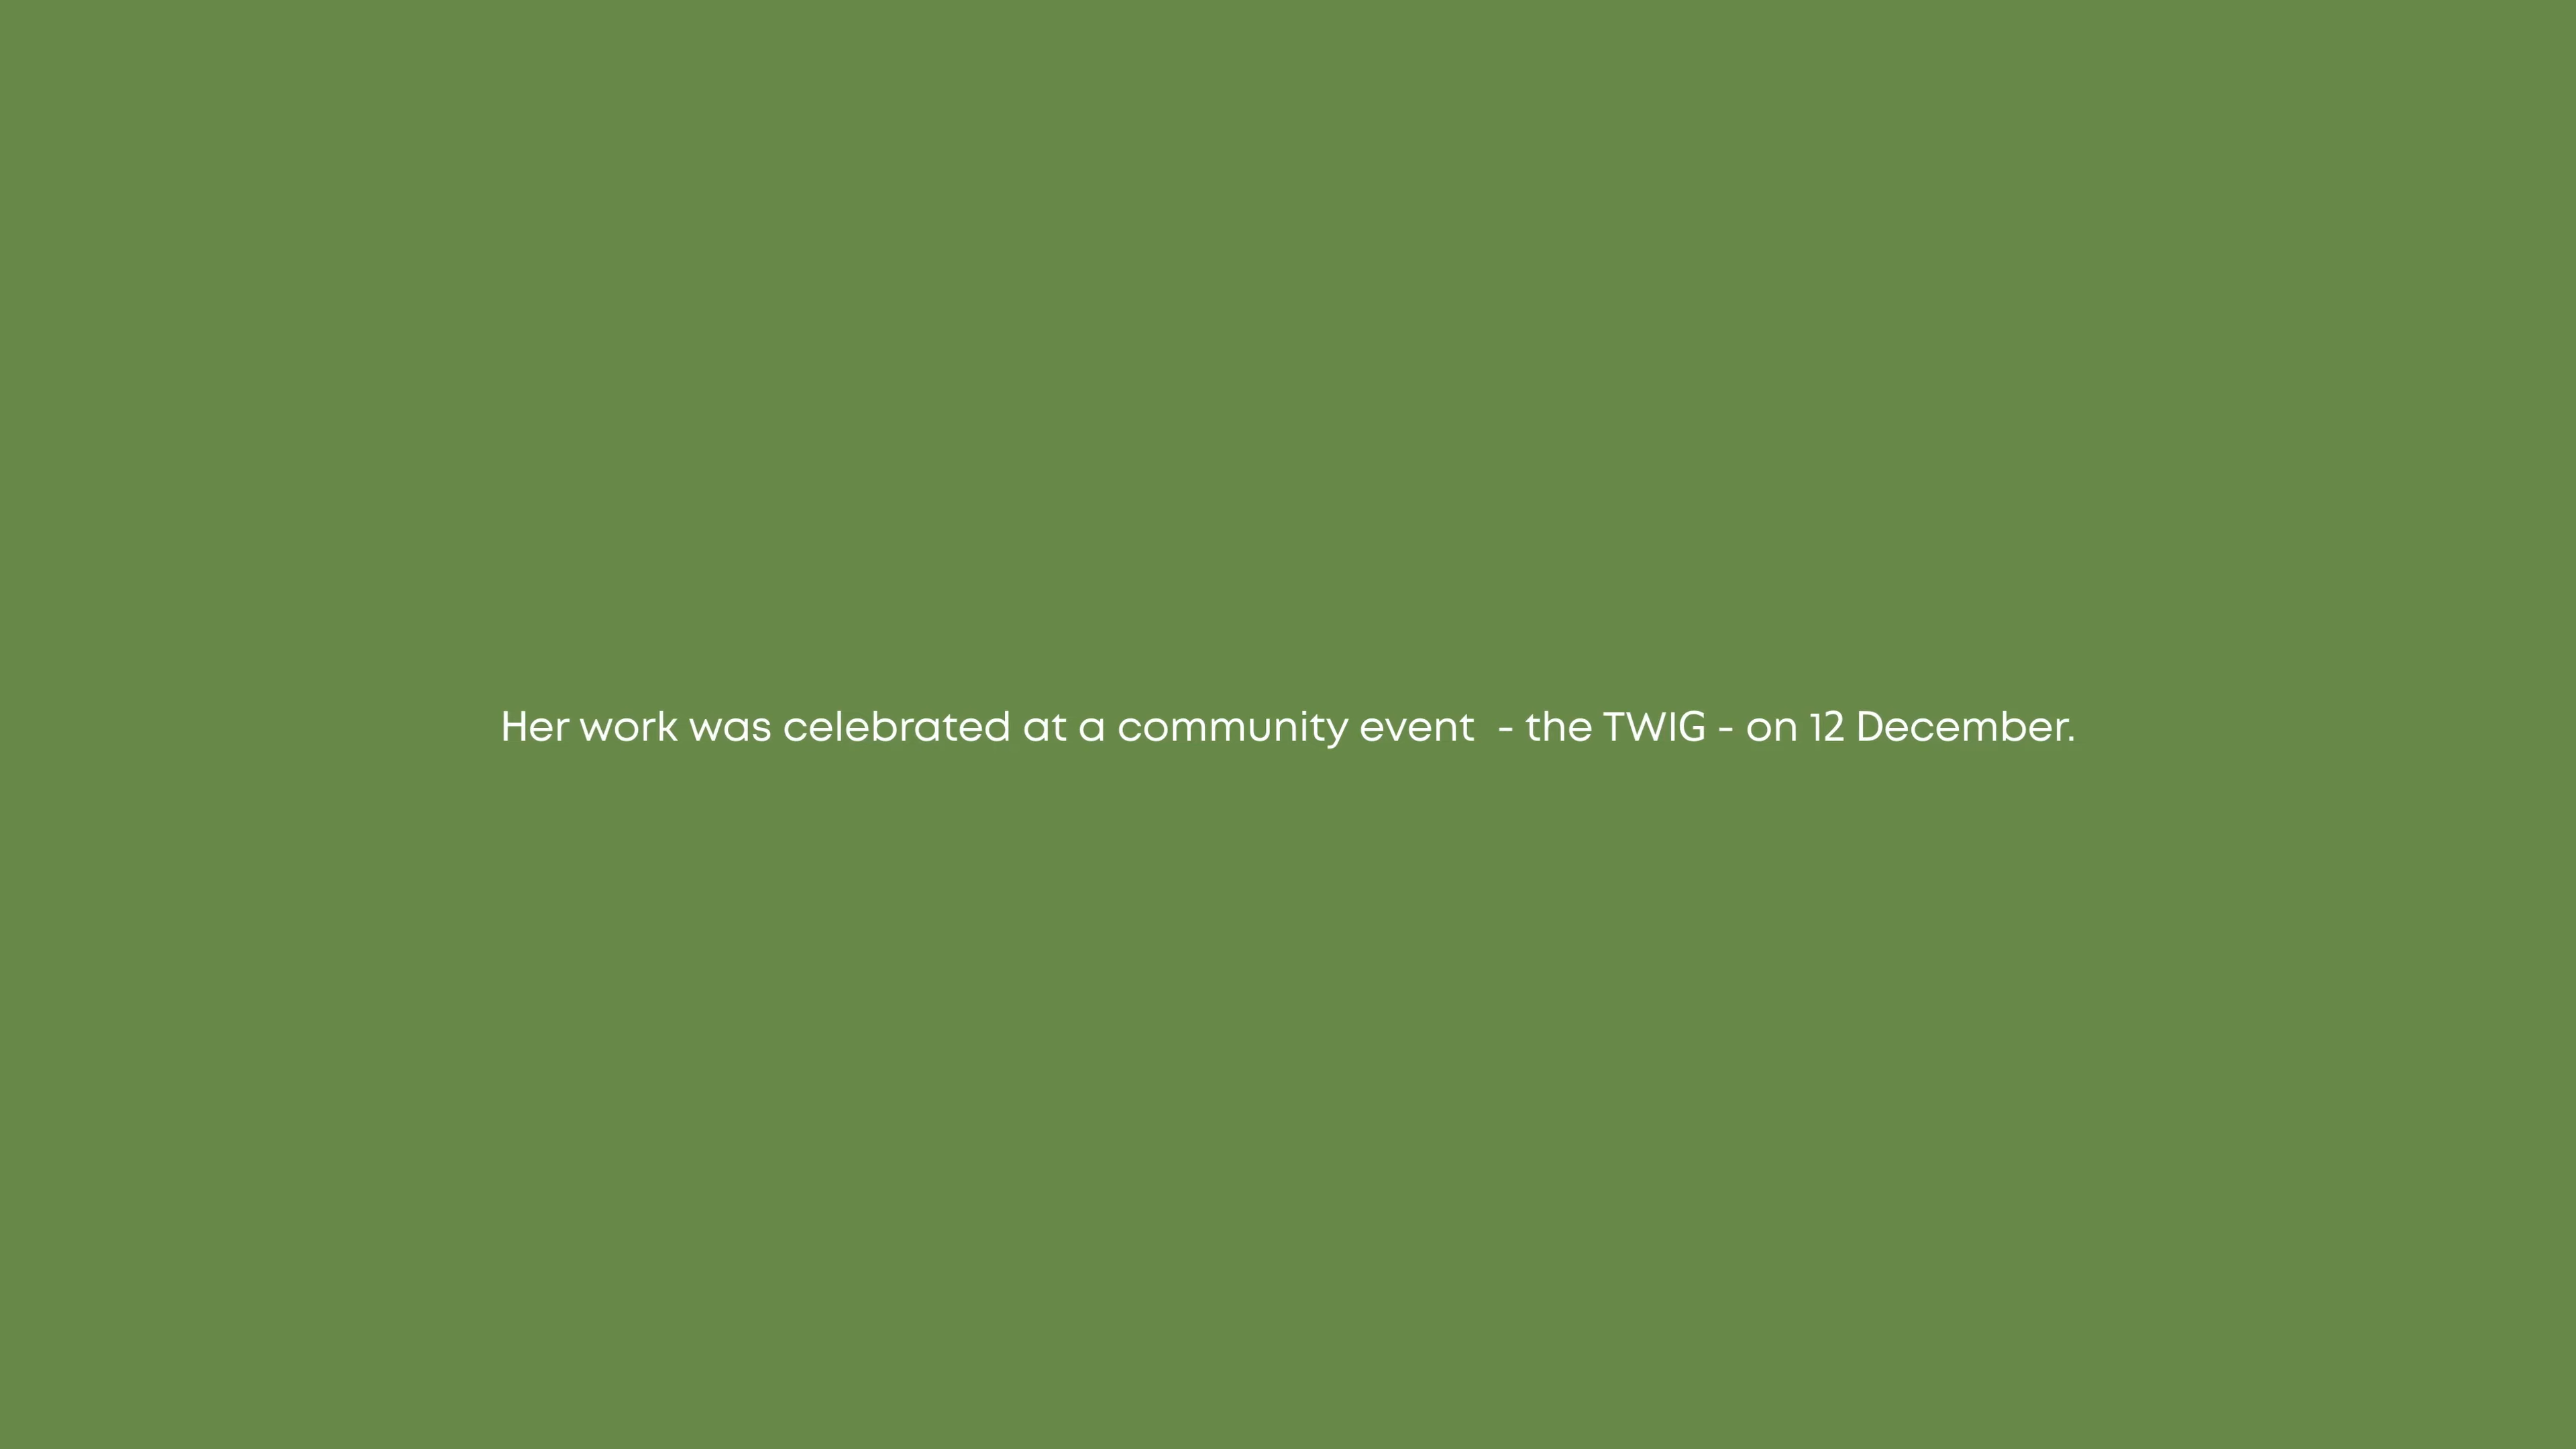 Her work was celebrated at a community event  - the TWIG - on 12 December.